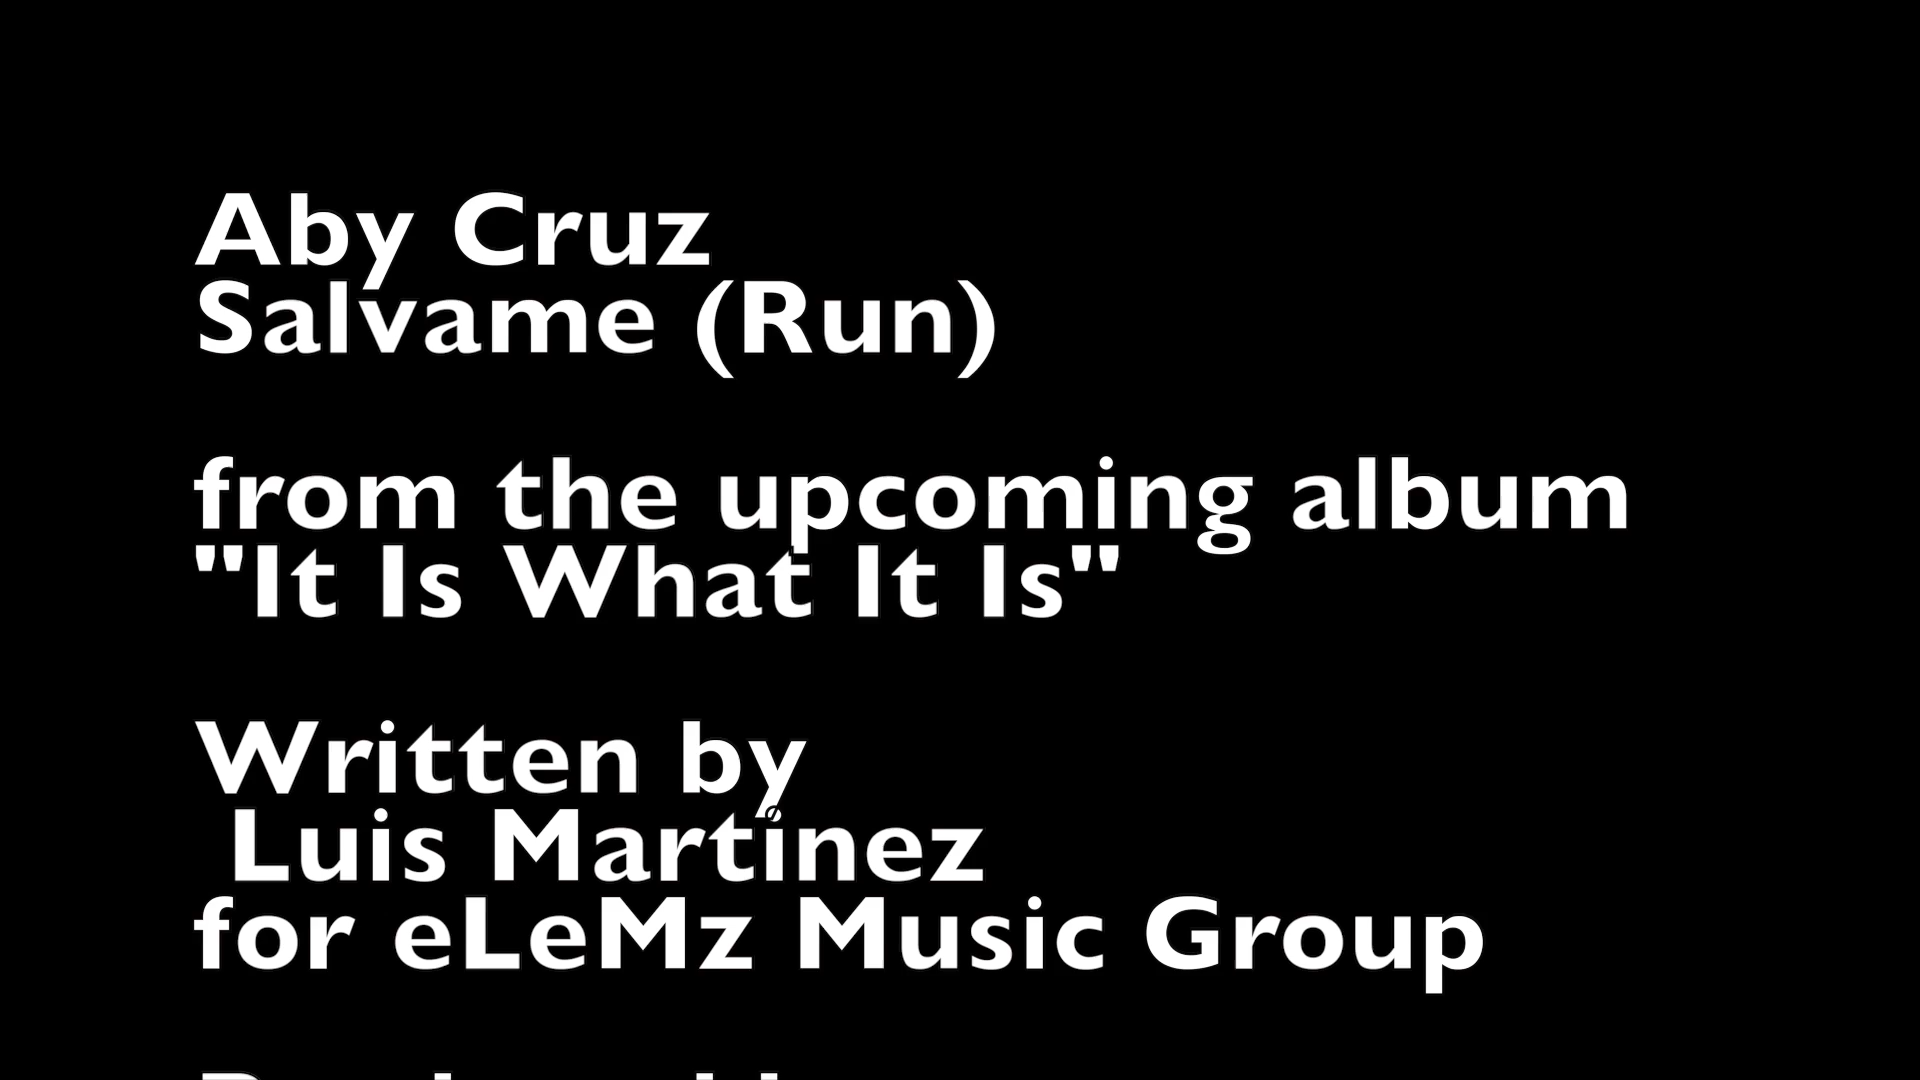 Aby Cruz
Salvame (Run)
from the upcoming album
"It Is What It Is"
Written by
Luis Martinez
for eLeMz Music Group